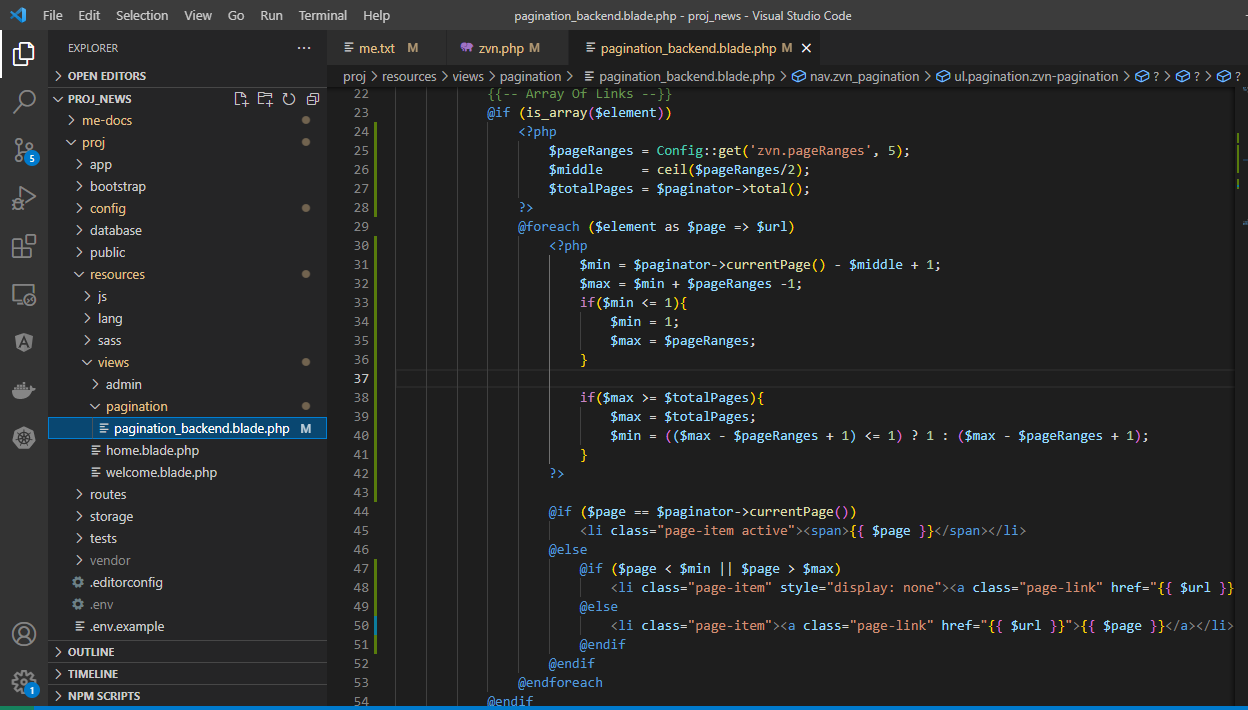 File Edit Selection View Go Run Terminal Help pagination_backend.blade.php - proj_news - Visual Studio Code
EXPLORER ···
OPEN EDITORS
PROJ_NEWS
me-docs
proj
app
bootstrap
config
database
public
resources
js
lang
sass
views
admin
pagination
pagination_backend.blade.php M
home.blade.php
welcome.blade.php
routes
storage
tests
vendor
.editorconfig
.env
.env.example
OUTLINE
TIMELINE
NPM SCRIPTS
5
1
me.txt M zvn.php M pagination_backend.blade.php M
proj > resources > views > pagination > pagination_backend.blade.php > nav.zvn_pagination > ul.pagination.zvn-pagination > ? > ? > ?
22 {{-- Array Of Links --}}
23 @if (is_array($element))
24 <?php
25 $pageRanges = Config::get('zvn.pageRanges', 5);
26 $middle     = ceil($pageRanges/2);
27 $totalPages = $paginator->total();
28 ?>
29 @foreach ($element as $page => $url)
30 <?php
31 $min = $paginator->currentPage() - $middle + 1;
32 $max = $min + $pageRanges -1;
33 if($min <= 1){
34 $min = 1;
35 $max = $pageRanges;
36 }
37
38 if($max >= $totalPages){
39 $max = $totalPages;
40 $min = (($max - $pageRanges + 1) <= 1) ? 1 : ($max - $pageRanges + 1);
41 }
42 ?>
43
44 @if ($page == $paginator->currentPage())
45 <li class="page-item active"><span>{{ $page }}</span></li>
46 @else
47 @if ($page < $min || $page > $max)
48 <li class="page-item" style="display: none"><a class="page-link" href="{{ $url }}
49 @else
50 <li class="page-item"><a class="page-link" href="{{ $url }}">{{ $page }}</a></li>
51 @endif
52 @endif
53 @endforeach
54 @endif